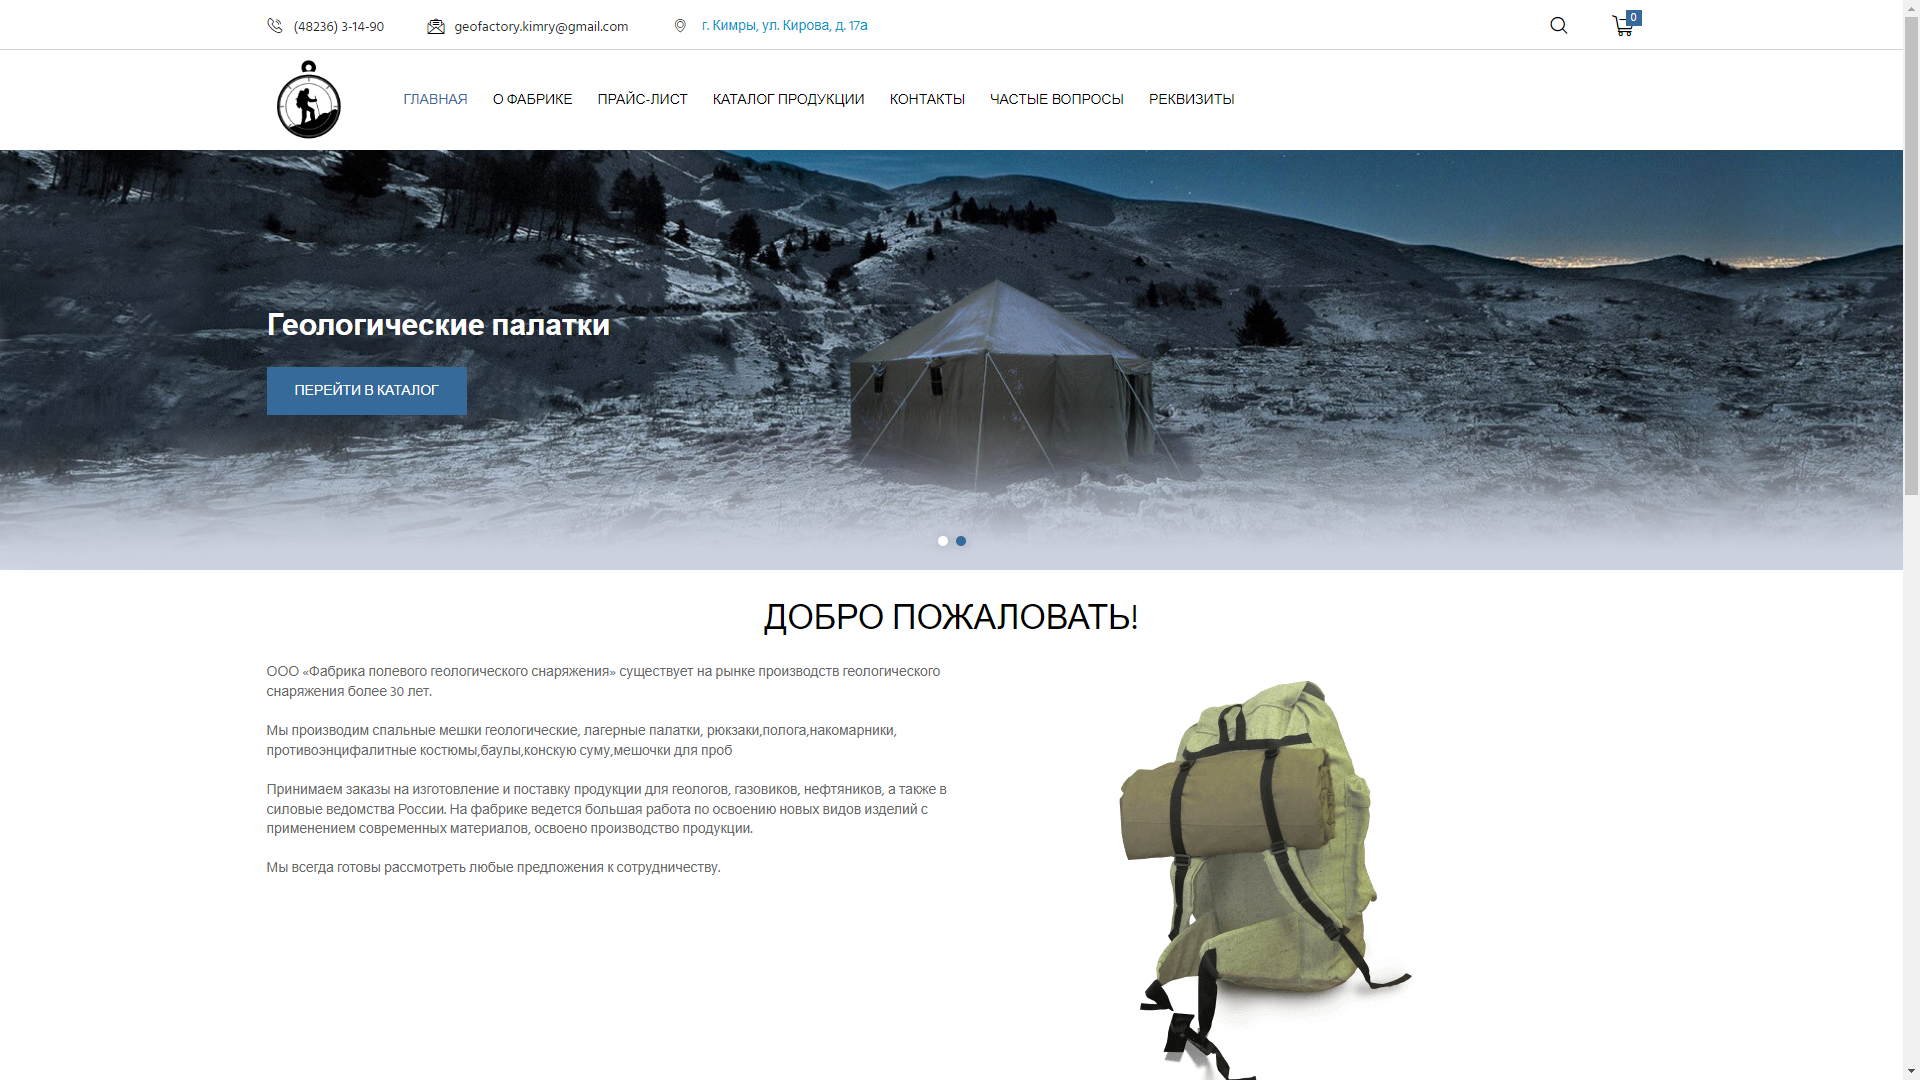 (48236) 3-14-90
geofactory.kimry@gmail.com
г. Кимры, ул. Кирова, д. 17а
0
ГЛАВНАЯ
О ФАБРИКЕ
ПРАЙС-ЛИСТ
КАТАЛОГ ПРОДУКЦИИ
КОНТАКТЫ
ЧАСТЫЕ ВОПРОСЫ
РЕКВИЗИТЫ
Геологические палатки
ПЕРЕЙТИ В КАТАЛОГ
ДОБРО ПОЖАЛОВАТЬ!
ООО «Фабрика полевого геологического снаряжения» существует на рынке производств геологического
снаряжения более 30 лет.
Мы производим спальные мешки геологические, лагерные палатки, рюкзаки,полога,накомарники,
противоэнцифалитные костюмы,баулы,конскую суму,мешочки для проб
Принимаем заказы на изготовление и поставку продукции для геологов, газовиков, нефтяников, а также в
силовые ведомства России. На фабрике ведется большая работа по освоению новых видов изделий с
применением современных материалов, освоено производство продукции.
Мы всегда готовы рассмотреть любые предложения к сотрудничеству.